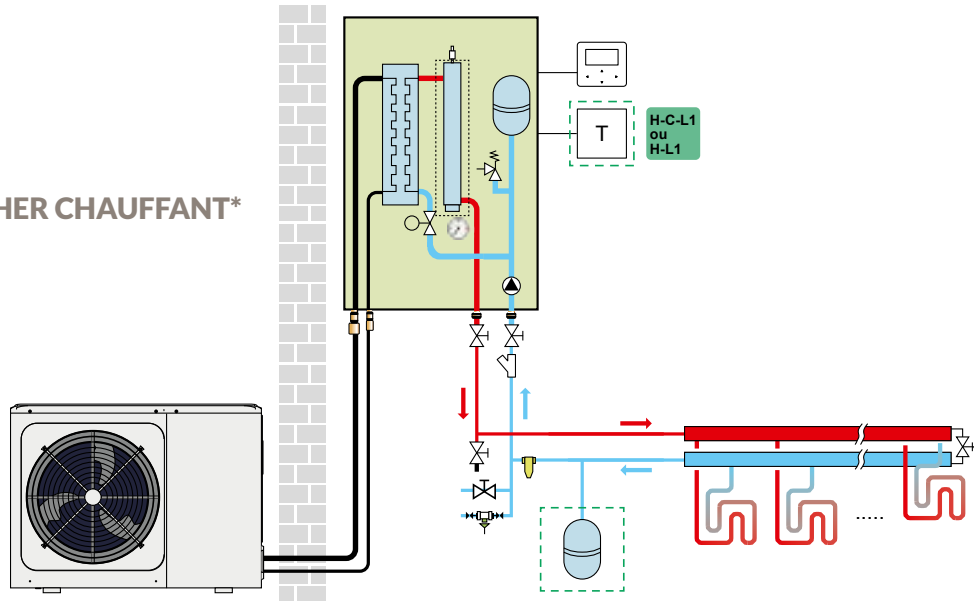 T
H-C-L1
ou
H-L1
HER CHAUFFANT*
.....